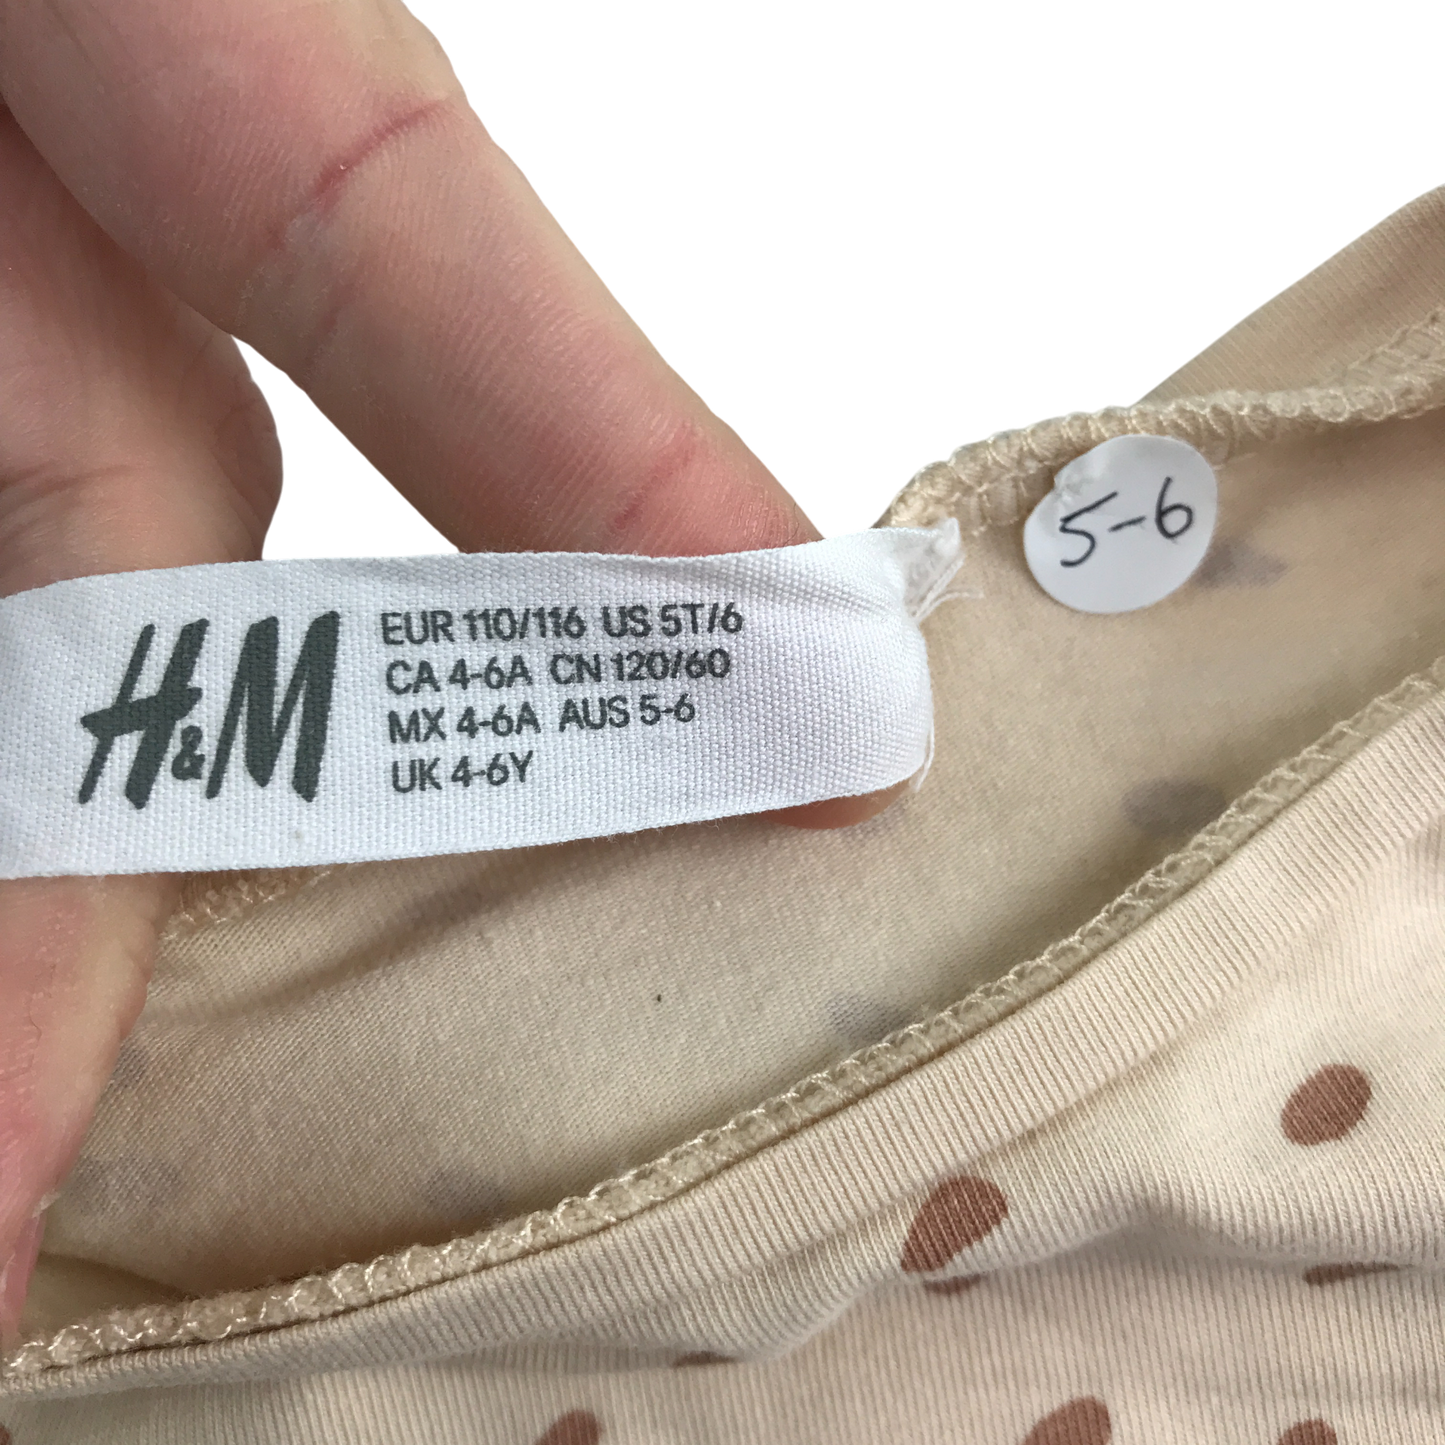 H&M
EUR 110/116 US 5T/6
CA 4-6A CN 120/60
MX 4-6A AUS 5-6
UK 4-6Y
5-6